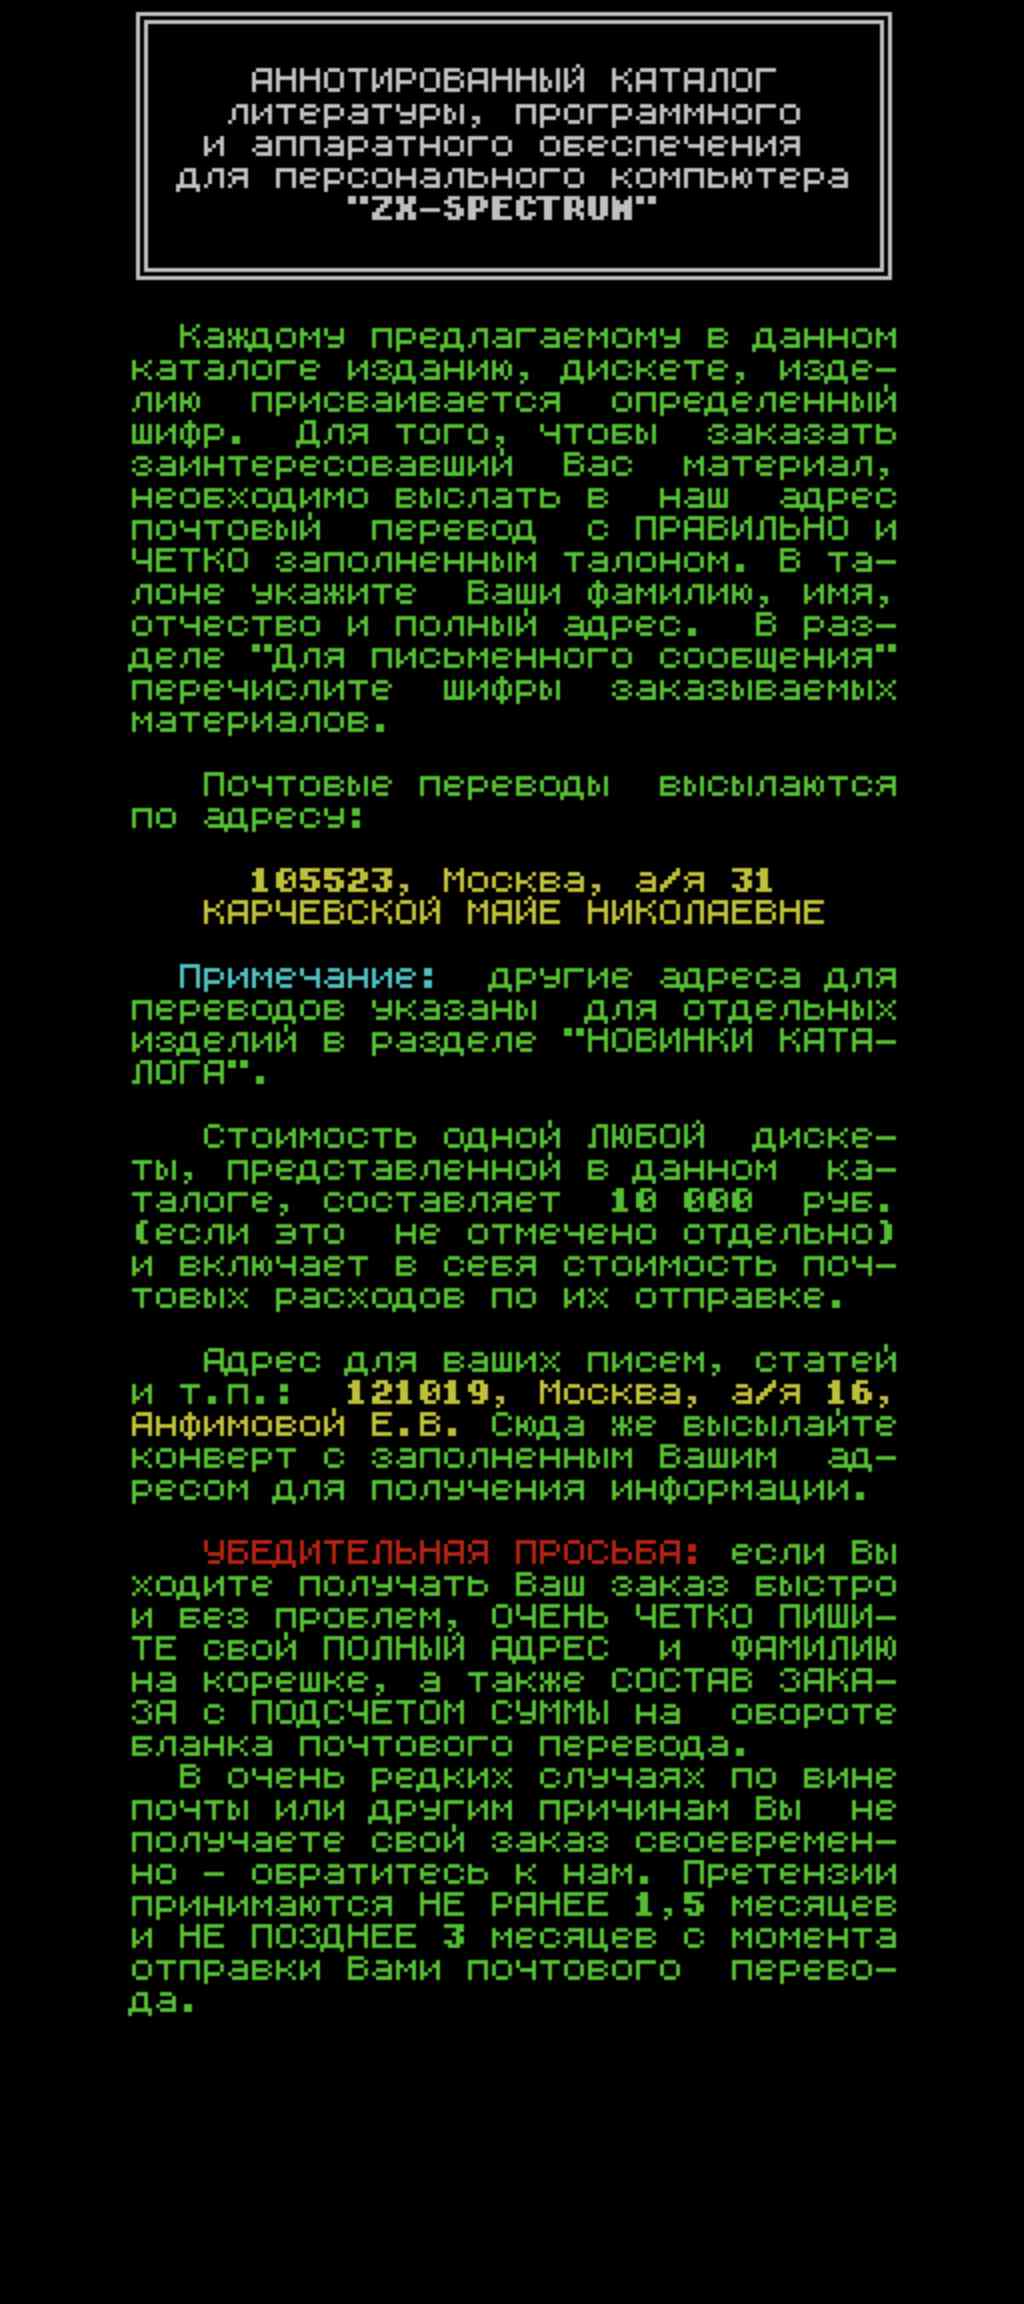 АННОТИРОВАННЫЙ КАТАЛОГ
литературы, программного
и аппаратного обеспечения
для персонального компьютера
"ZX-SPECTRUM"
Каждому предлагаемому в данном
каталоге изданию, дискете, изде-
лию присваивается определенный
шифр. Для того, чтобы заказать
заинтересовавший Вас материал,
необходимо выслать в наш адрес
почтовый перевод с ПРАВИЛЬНО и
ЧЕТКО заполненным талоном. В та-
лоне укажите Ваши фамилию, имя,
отчество и полный адрес. В раз-
деле "Для письменного сообщения"
перечислите шифры заказываемых
материалов.
Почтовые переводы высылаются
по адресу:
105523, Москва, а/я 31
КАРЧЕВСКОЙ МАЙЕ НИКОЛАЕВНЕ
Примечание: другие адреса для
переводов указаны для отдельных
изделий в разделе "НОВИНКИ КАТА-
ЛОГА".
Стоимость одной ЛЮБОЙ диске-
ты, представленной в данном ка-
талоге, составляет 10 000 руб.
(если это не отмечено отдельно)
и включает в себя стоимость поч-
товых расходов по их отправке.
Адрес для ваших писем, статей
и т.п.: 121019, Москва, а/я 16,
Анфимовой Е.В. Сюда же высылайте
конверт с заполненным Вашим ад-
ресом для получения информации.
УБЕДИТЕЛЬНАЯ ПРОСЬБА: если Вы
ходите получать Ваш заказ быстро
и без проблем, ОЧЕНЬ ЧЕТКО ПИШИ-
ТЕ свой ПОЛНЫЙ АДРЕС и ФАМИЛИЮ
на корешке, а также СОСТАВ ЗАКА-
ЗА с ПОДСЧЕТОМ СУММЫ на обороте
бланка почтового перевода.
В очень редких случаях по вине
почты или другим причинам Вы не
получаете свой заказ своевремен-
но - обратитесь к нам. Претензии
принимаются НЕ РАНЕЕ 1,5 месяцев
и НЕ ПОЗДНЕЕ 3 месяцев с момента
отправки Вами почтового перево-
да.